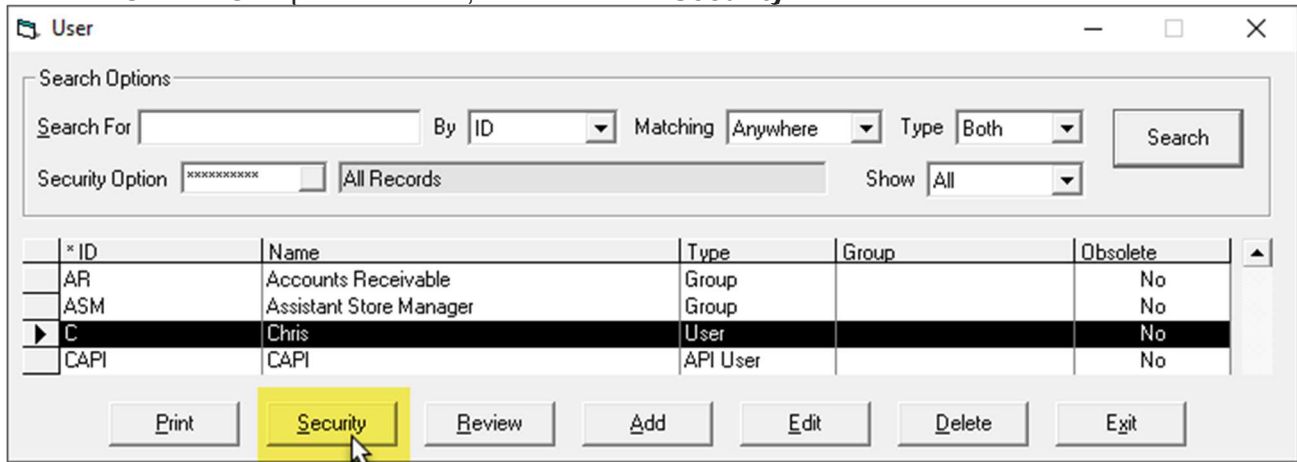 User
Search Options
Search For By ID Matching Anywhere Type Both Search
Security Option ********** All Records Show All
* ID Name Type Group Obsolete
AR Accounts Receivable Group No
ASM Assistant Store Manager Group No
C Chris User No
CAPI CAPI API User No
Print Security Review Add Edit Delete Exit